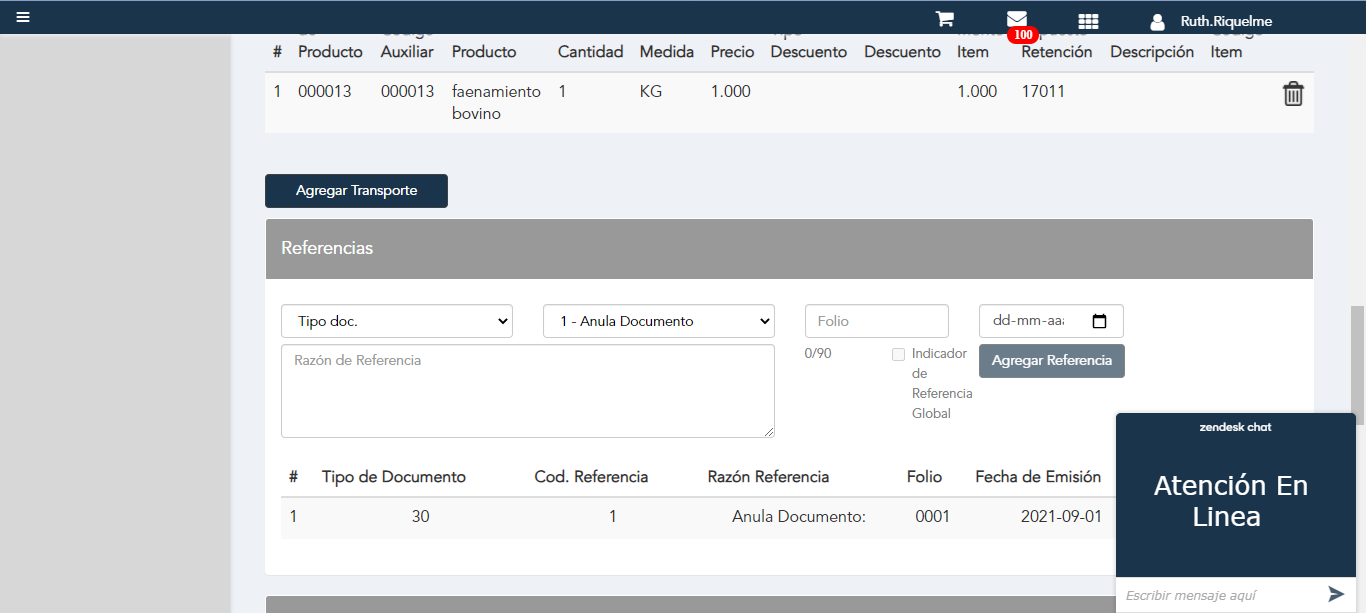 Ruth.Riquelme
100
# Producto Auxiliar Producto Cantidad Medida Precio Descuento Descuento Item Retención Descripción Item
1 000013 000013 faenamiento 1 KG 1.000 1.000 17011
bovino
Agregar Transporte
Referencias
Tipo doc. 1 - Anula Documento Folio dd-mm-aa
Razón de Referencia 0/90 Indicador Agregar Referencia
de
Referencia
Global
zendesk chat
# Tipo de Documento Cod. Referencia Razón Referencia Folio Fecha de Emisión
Atención En
Linea
1 30 1 Anula Documento: 0001 2021-09-01
Escribir mensaje aquí